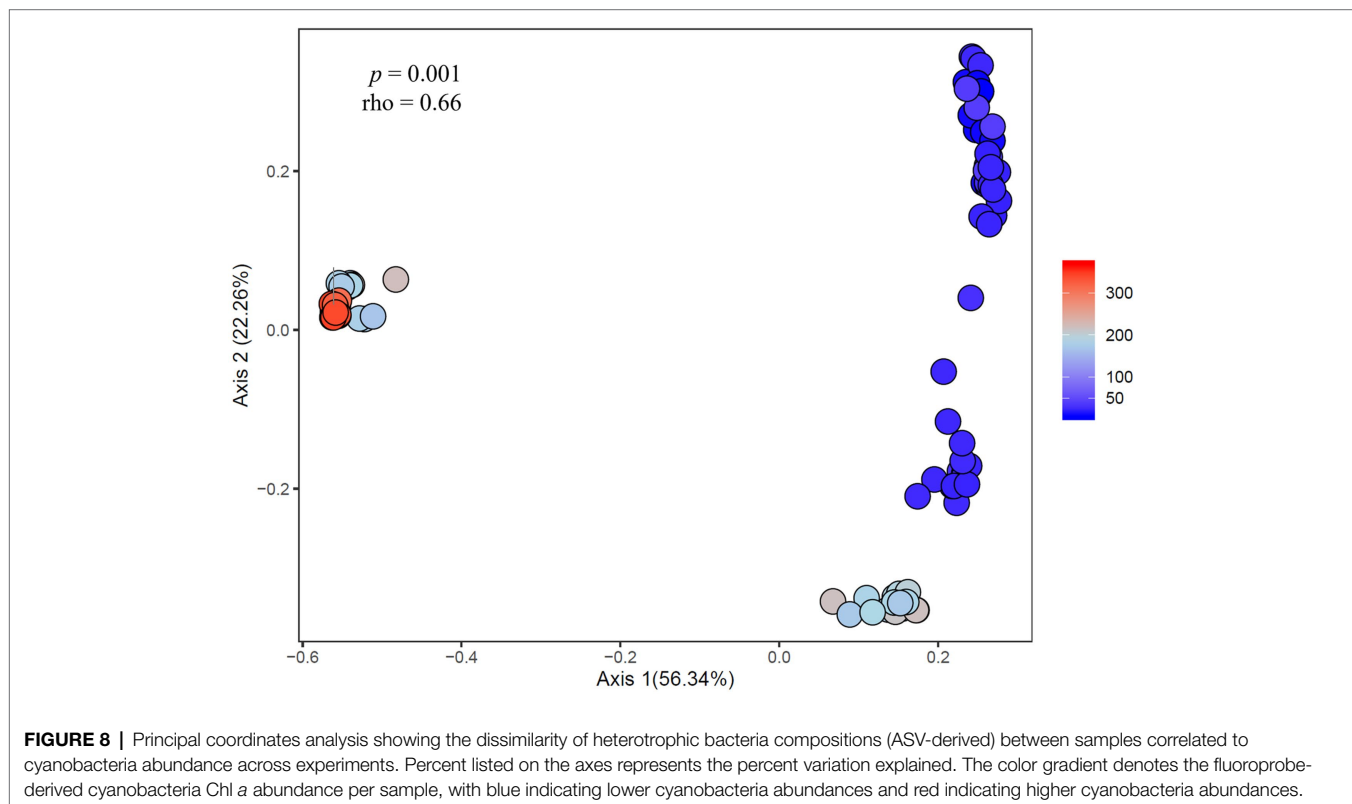 p = 0.001
rho = 0.66
0.2
0.0
−0.2
Axis 2 (22.26%)
−0.6
−0.4
−0.2
0.0
0.2
Axis 1(56.34%)
300
200
100
50
FIGURE 8 | Principal coordinates analysis showing the dissimilarity of heterotrophic bacteria compositions (ASV-derived) between samples correlated to
cyanobacteria abundance across experiments. Percent listed on the axes represents the percent variation explained. The color gradient denotes the fluoroprobe-
derived cyanobacteria Chl a abundance per sample, with blue indicating lower cyanobacteria abundances and red indicating higher cyanobacteria abundances.